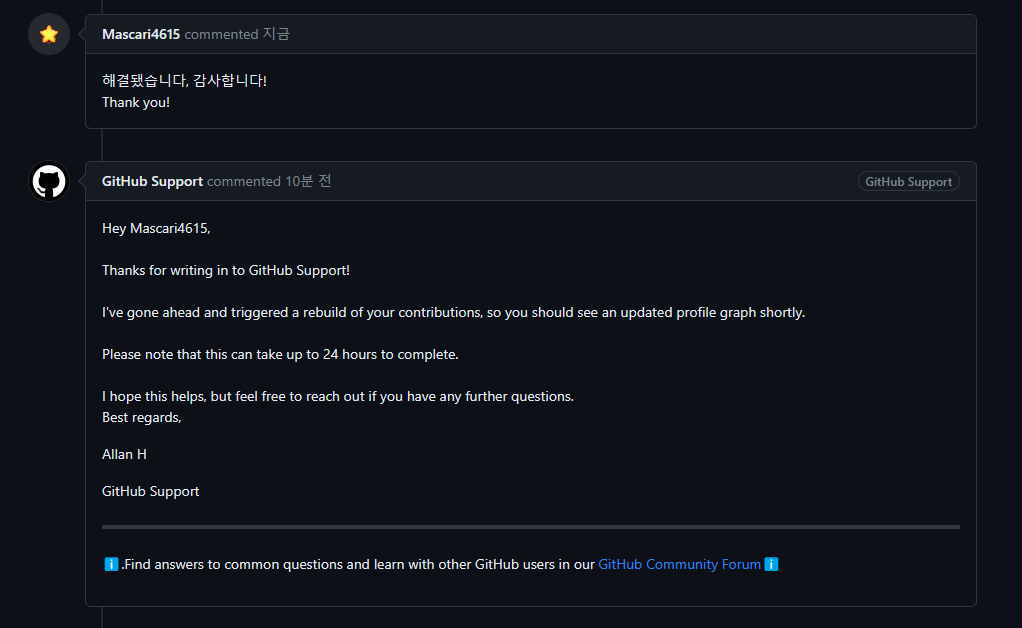 Mascari4615 commented 지금
해결됐습니다, 감사합니다!
Thank you!
GitHub Support commented 10분 전
GitHub Support
Hey Mascari4615,
Thanks for writing in to GitHub Support!
I've gone ahead and triggered a rebuild of your contributions, so you should see an updated profile graph shortly.
Please note that this can take up to 24 hours to complete.
I hope this helps, but feel free to reach out if you have any further questions.
Best regards,
Allan H
GitHub Support
ℹ️.Find answers to common questions and learn with other GitHub users in our GitHub Community Forum ℹ️